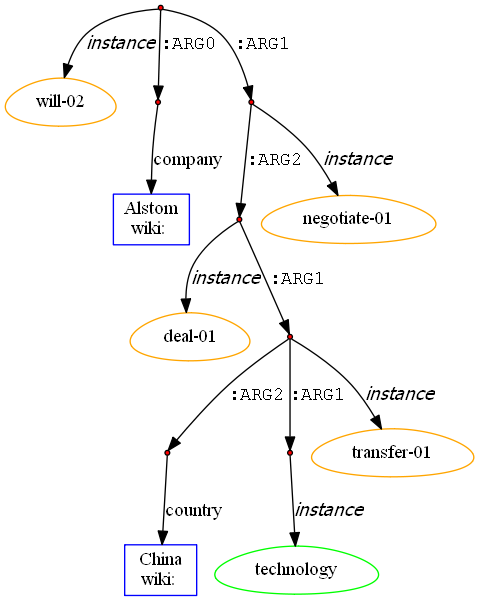 instance :ARG0 :ARG1
will-02
company :ARG2 instance
Alstom
wiki:
negotiate-01
instance :ARG1
deal-01
:ARG2 :ARG1 instance
transfer-01
country instance
China
wiki:
technology